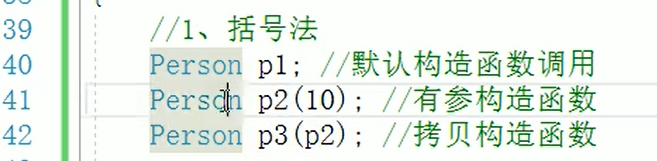 39 //1、括号法
40 Person p1; //默认构造函数调用
41 Person p2(10); //有参构造函数
42 Person p3(p2); //拷贝构造函数